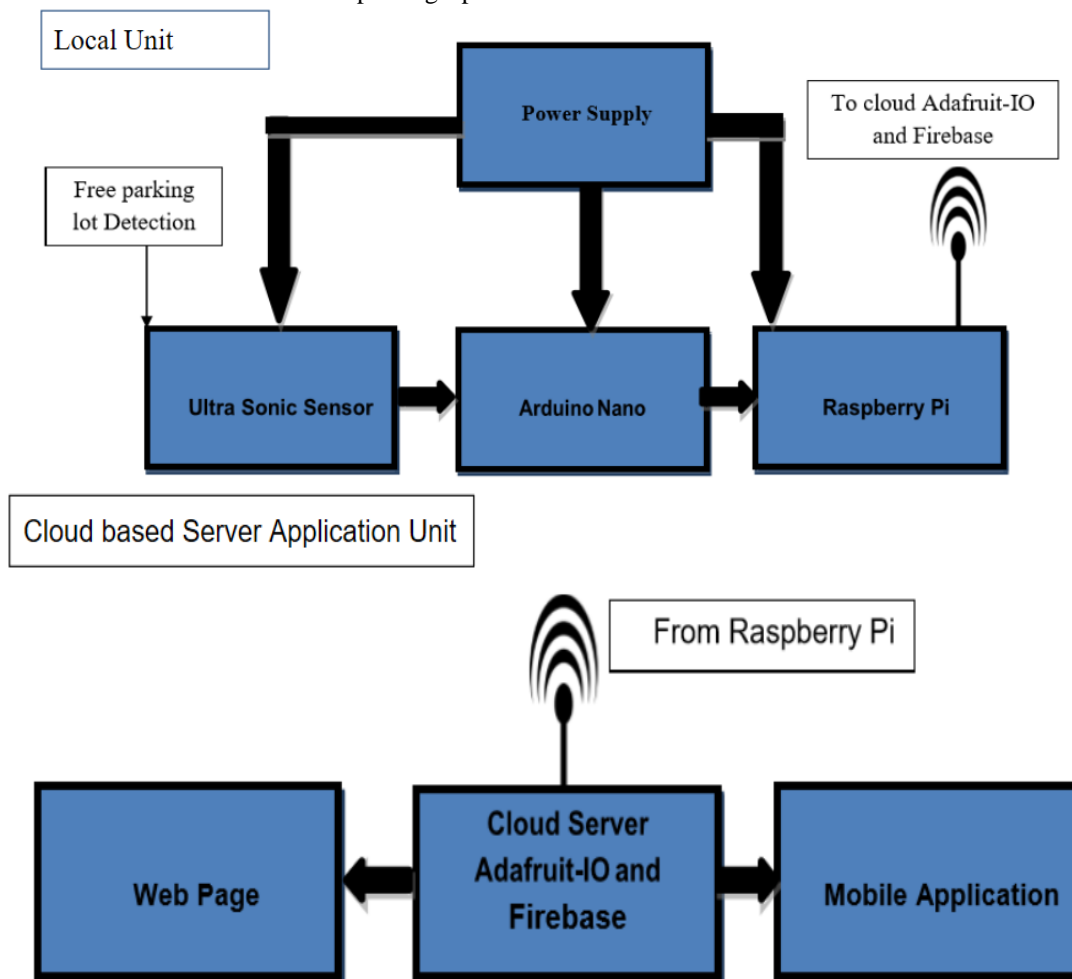 Local Unit
Power Supply
To cloud Adafruit-IO
and Firebase
Free parking
lot Detection
Ultra Sonic Sensor
Arduino Nano
Raspberry Pi
Cloud based Server Application Unit
From Raspberry Pi
Web Page
Cloud Server
Adafruit-IO and
Firebase
Mobile Application